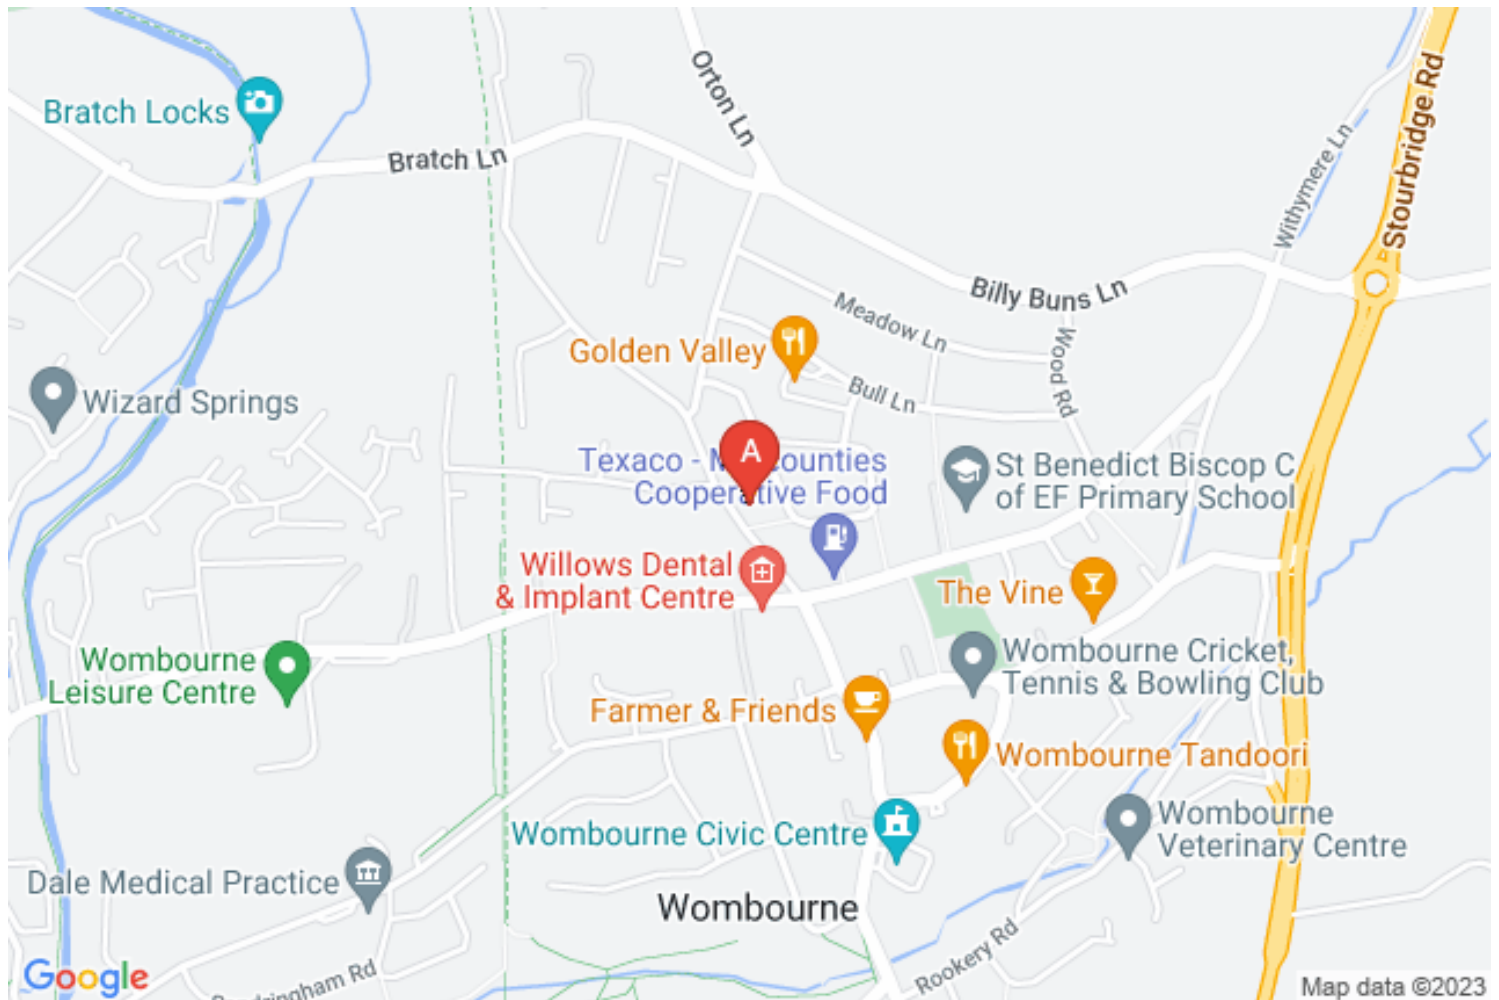 Orton Ln
Stourbridge Rd
Bratch Locks
Withymere Ln
Bratch Ln
Billy Buns Ln
Meadow Ln
Wood Rd
Golden Valley
Bull Ln
Wizard Springs
A
Texaco -
Cooperative Food
St Benedict Biscop C
of EF Primary School
Willows Dental
& Implant Centre
The Vine
Wombourne
Leisure Centre
Wombourne Cricket,
Tennis & Bowling Club
Farmer & Friends
Wombourne Tandoori
Wombourne Civic Centre
Wombourne
Veterinary Centre
Dale Medical Practice
Wombourne
Rookery Rd
Google
Rd
Map data ©2023